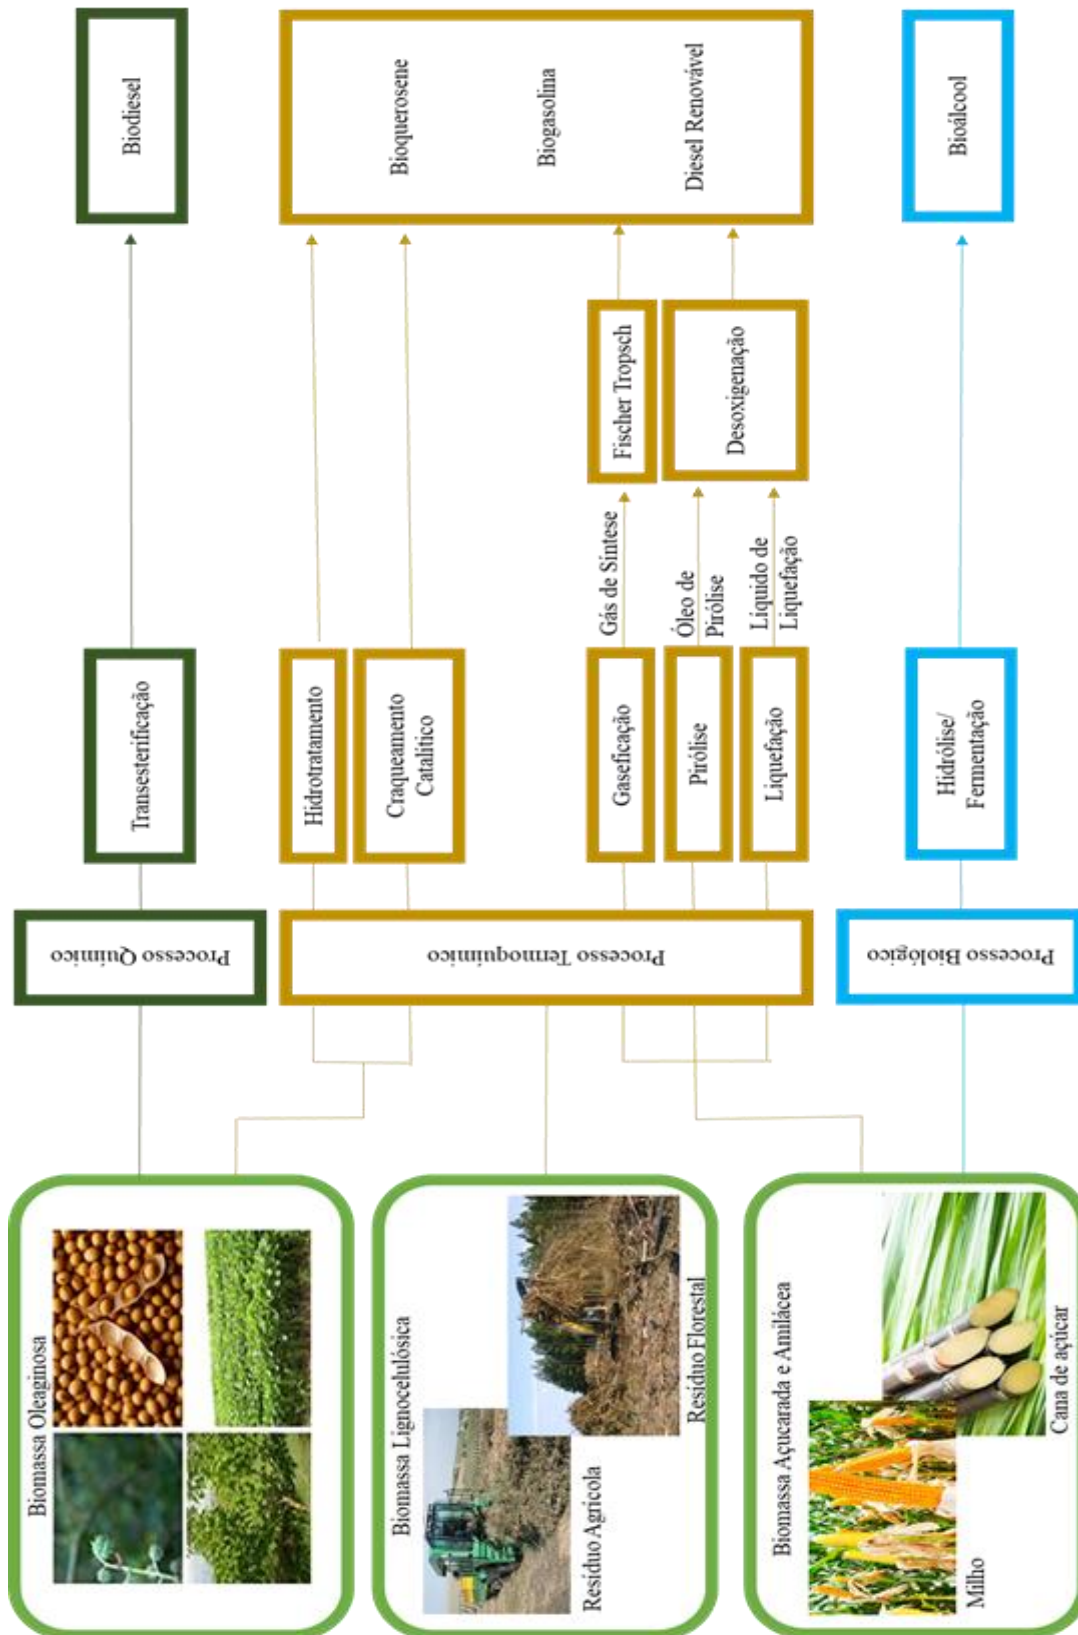 Biomassa Oleaginosa
Biomassa Lignocelulósica
Resíduo Agrícola
Resíduo Florestal
Biomassa Açucarada e Amilácea
Milho
Cana de açúcar
Processo Químico
Processo Termoquímico
Processo Biológico
Transesterificação
Hidrotratamento
Craqueamento
Catalítico
Gaseficação
Pirólise
Liquefação
Hidrólise/
Fermentação
Gás de Síntese
Óleo de
Pirólise
Líquido de
Liquefação
Fischer Tropsch
Desoxigenação
Biodiesel
Bioquerosene
Biogasolina
Diesel Renovável
Bioálcool